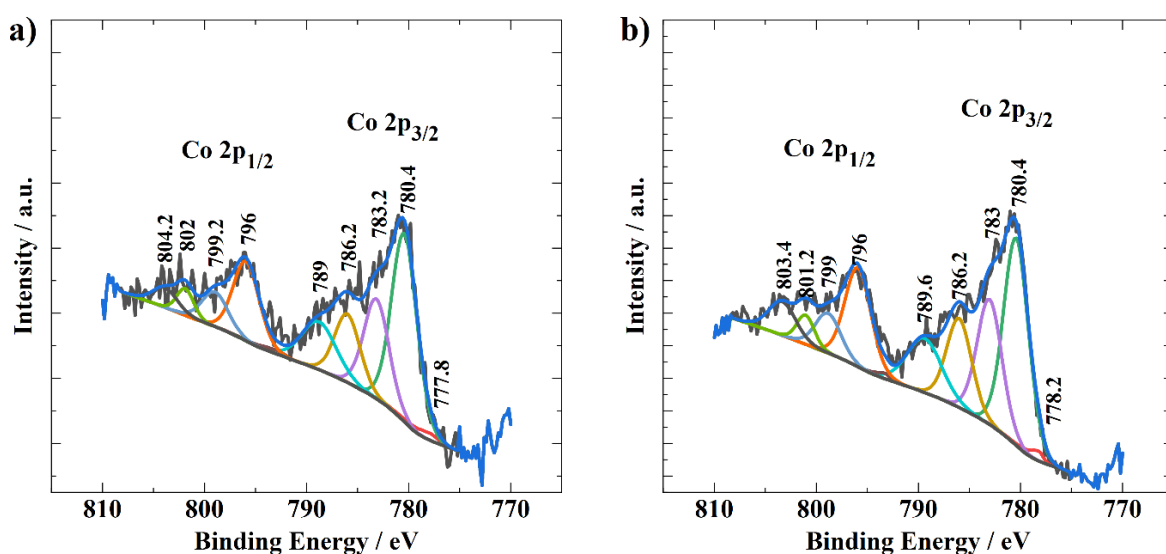 a)
Co 2p1/2
Co 2p3/2
804.2
802
799.2
796
789
786.2
783.2
780.4
777.8
Intensity / a.u.
810 800 790 780 770
Binding Energy / eV
b)
Co 2p1/2
Co 2p3/2
803.4
801.2
799
796
789.6
786.2
783
780.4
778.2
Intensity / a.u.
810 800 790 780 770
Binding Energy / eV